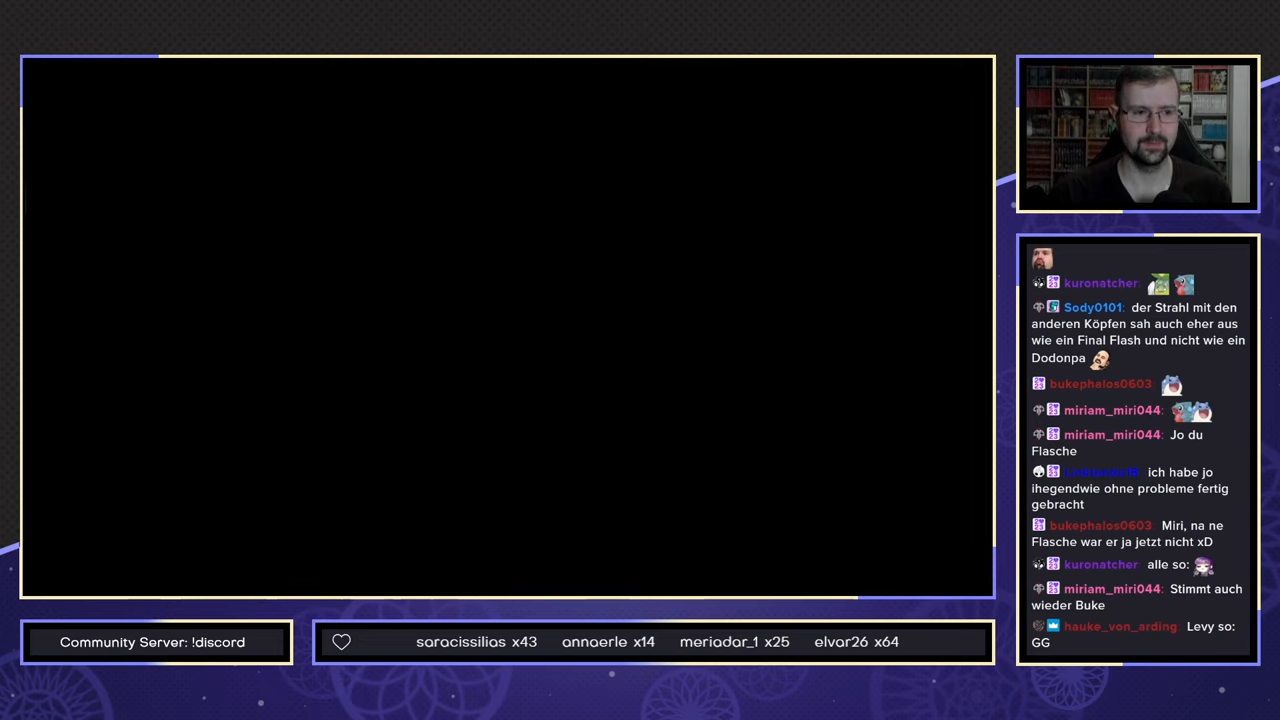 kuronatcher:
Sody0101: der Strahl mit den
anderen Köpfen sah auch eher aus
wie ein Final Flash und nicht wie ein
Dodonpa
bukephalos0603
miriam_miri044:
miriam_miri044: Jo du
Flasche
ich habe jo
ihegendwie ohne probleme fertig
gebracht
bukephalos0603 Miri, na ne
Flasche war er ja jetzt nicht xD
kuronatcher alle so:
miriam_miri044: Stimmt auch
wieder Buke
hauke_von_arding Levy so:
GG
Community Server: !discord
saracissilias x43 annaerle x14 meriador_1 x25 elvar26 x64